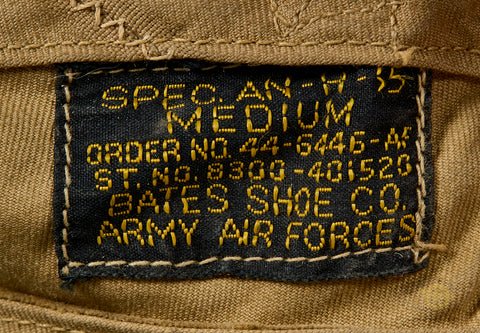 SPEC. AN-H-15
MEDIUM
ORDER NO. 44-6446-AF
ST. NO. 8300-401520
BATES SHOE CO.
ARMY AIR FORCES